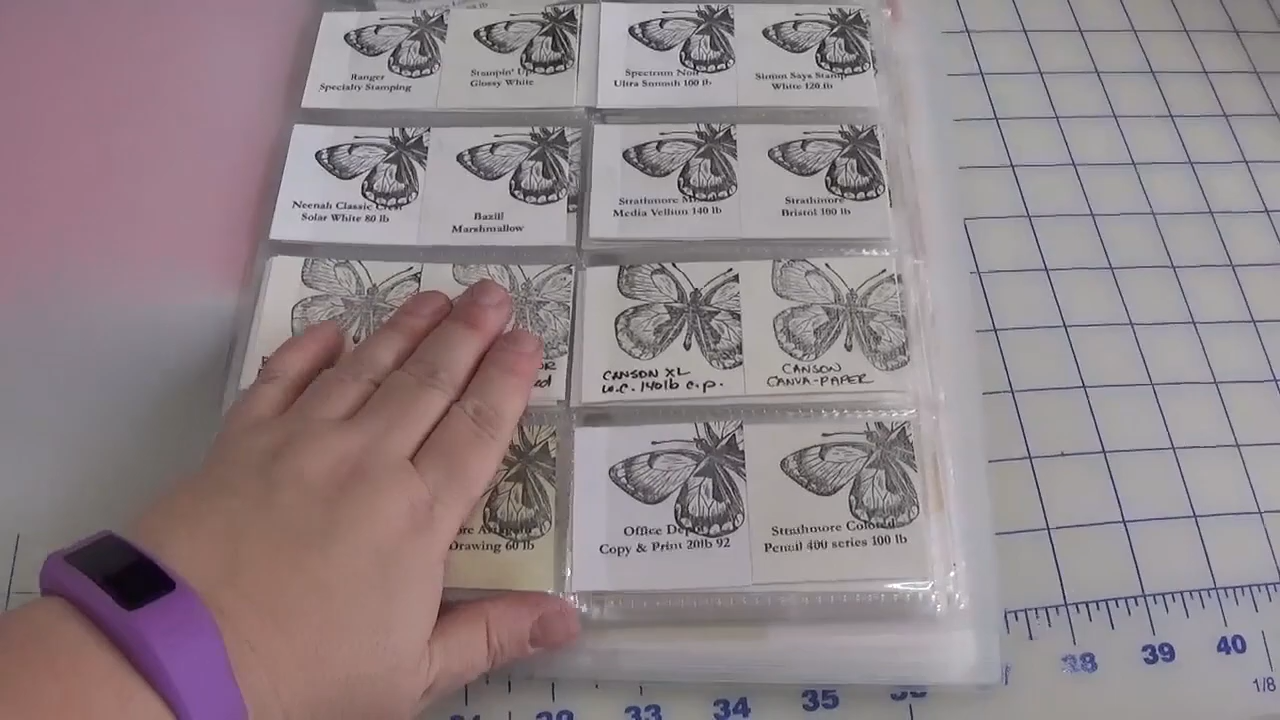 Ranger
Specialty Stamping
Stampin' Up
Glossy White
Spectrum Noir
Ultra Smooth 100 lb
Simon Says Stamp
White 120 lb
Neenah Classic Crest
Solar White 80 lb
Bazill
Marshmallow
Strathmore
Media Vellum 140 lb
Strathmore
Bristol 100 lb
CANSON XL
w.c. 140lb c.p.
CANSON
CANVA-PAPER
Drawing 60 lb
Office Depot
Copy & Print 20lb 92
Strathmore Colored
Pencil 400 series 100 lb
33 34 35 38 39 40
1/8